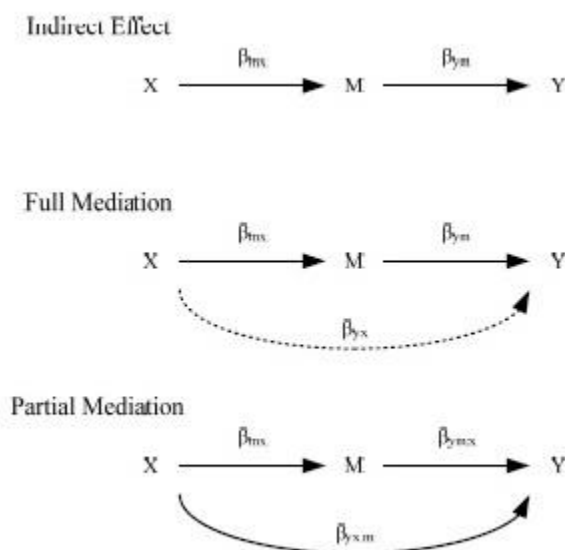 Indirect Effect
βmx βym
X M Y
Full Mediation
βmx βym
X M Y
βyx
Partial Mediation
βmx βym.x
X M Y
βyx.m